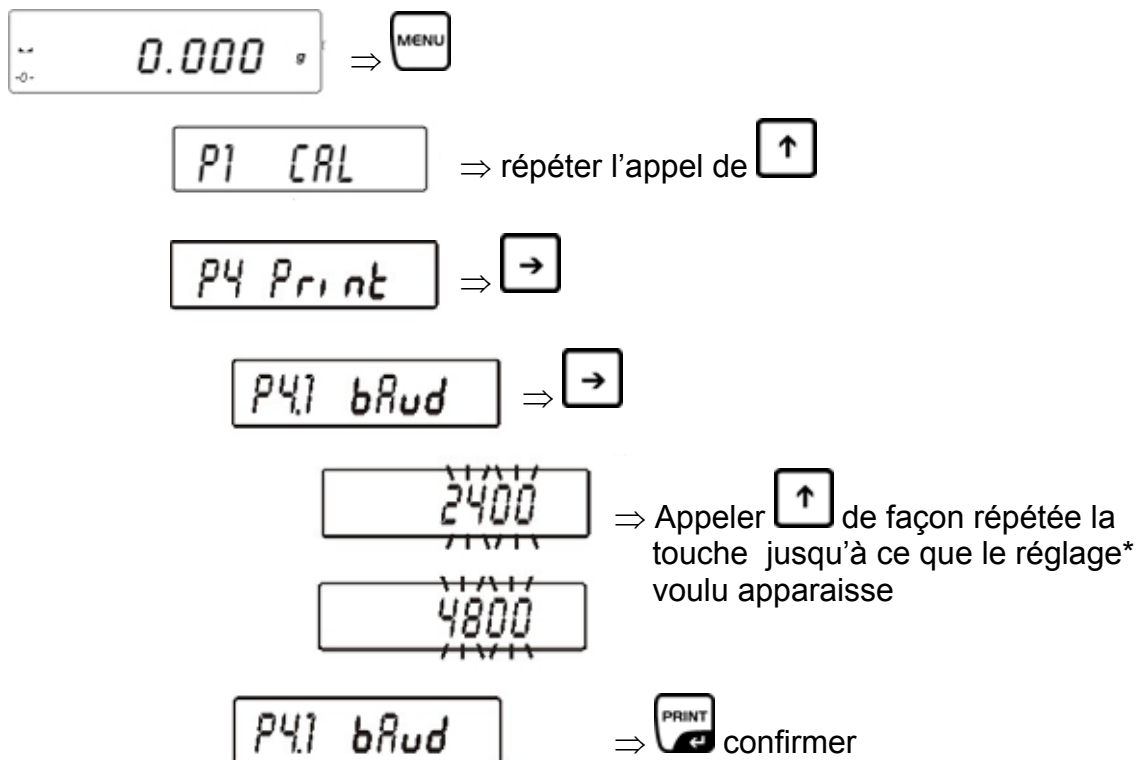 0.000 g ⇒ MENU
-0-
P1 CAL ⇒ répéter l'appel de ↑
P4 Print ⇒ →
P4.1 bAud ⇒ →
2400 ⇒ Appeler ↑ de façon répétée la
touche jusqu'à ce que le réglage*
voulu apparaisse
4800
P4.1 bAud ⇒ PRINT confirmer